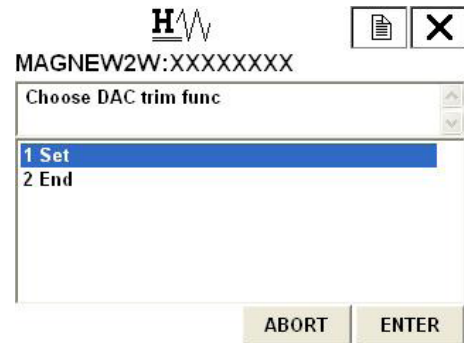 H
MAGNEW2W:XXXXXXXX
Choose DAC trim func
1 Set
2 End
ABORT ENTER